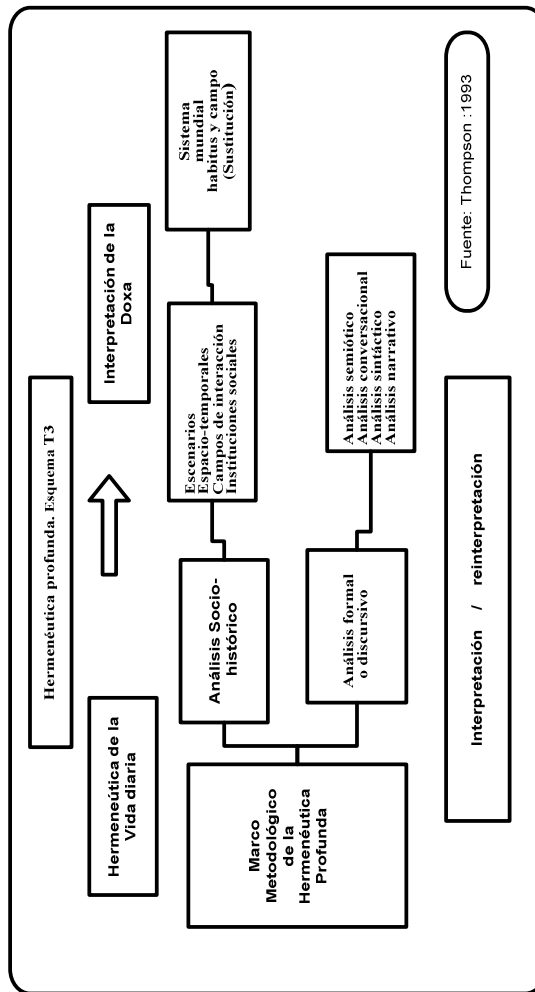 Hermenéutica profunda. Esquema T3
Hermeneútica de la
Vida diaria
Interpretación de la
Doxa
Marco
Metodológico
de la
Hermenéutica
Profunda
Análisis Socio-
histórico
Escenarios
Espacio-temporales
Campos de interacción
Instituciones sociales
Sistema
mundial
habitus y campo
(Sustitución)
Análisis formal
o discursivo
Análisis semiótico
Análisis conversacional
Análisis sintáctico
Análisis narrativo
Interpretación / reinterpretación
Fuente: Thompson :1993